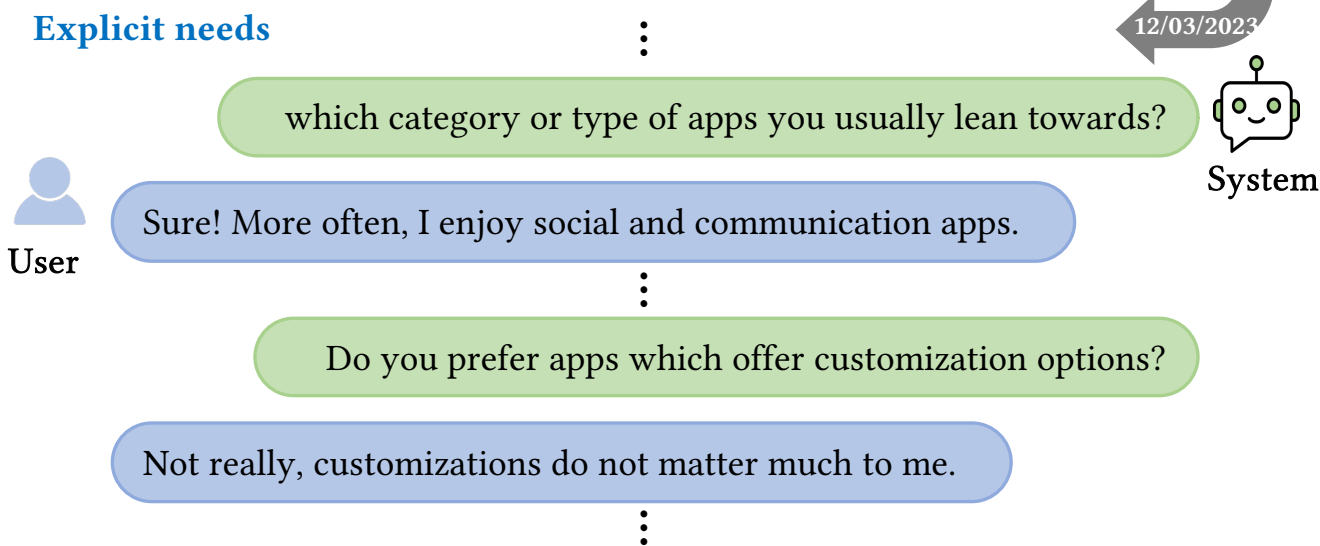 Explicit needs
12/03/2023
which category or type of apps you usually lean towards?
System
Sure! More often, I enjoy social and communication apps.
User
Do you prefer apps which offer customization options?
Not really, customizations do not matter much to me.